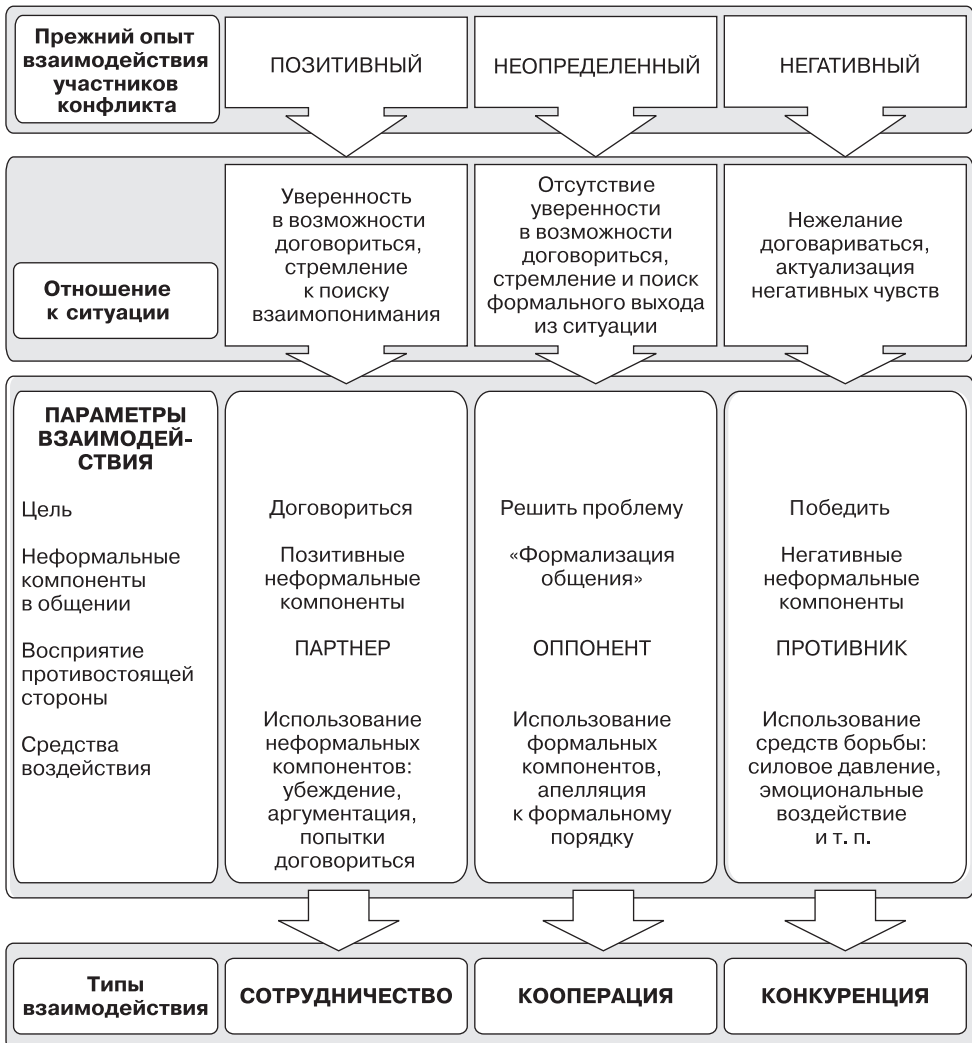 Прежний опыт
взаимодействия
участников
конфликта
ПОЗИТИВНЫЙ
НЕОПРЕДЕЛЕННЫЙ
НЕГАТИВНЫЙ
Отношение
к ситуации
Уверенность
в возможности
договориться,
стремление
к поиску
взаимопонимания
Отсутствие
уверенности
в возможности
договориться,
стремление и поиск
формального выхода
из ситуации
Нежелание
договариваться,
актуализация
негативных чувств
ПАРАМЕТРЫ
ВЗАИМОДЕЙ-
СТВИЯ
Цель
Договориться
Решить проблему
Победить
Неформальные
компоненты
в общении
Позитивные
неформальные
компоненты
«Формализация
общения»
Негативные
неформальные
компоненты
Восприятие
противостоящей
стороны
ПАРТНЕР
ОППОНЕНТ
ПРОТИВНИК
Средства
воздействия
Использование
неформальных
компонентов:
убеждение,
аргументация,
попытки
договориться
Использование
формальных
компонентов,
апелляция
к формальному
порядку
Использование
средств борьбы:
силовое давление,
эмоциональные
воздействие
и т. п.
Типы
взаимодействия
СОТРУДНИЧЕСТВО
КООПЕРАЦИЯ
КОНКУРЕНЦИЯ